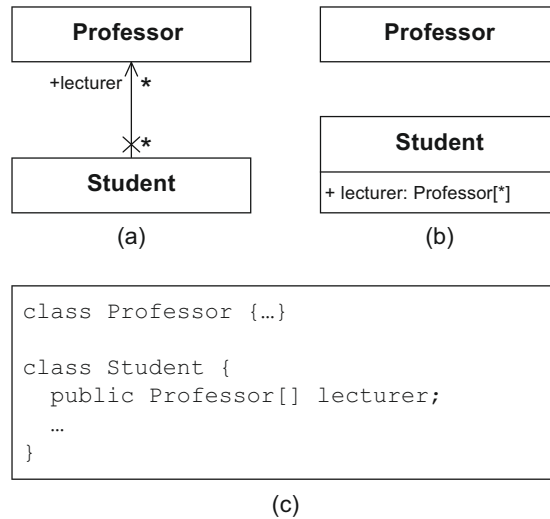 Professor
+lecturer
*
*
Student
(a)
Professor
Student
+ lecturer: Professor[*]
(b)
class Professor {…}
class Student {
public Professor[] lecturer;
…
}
(c)